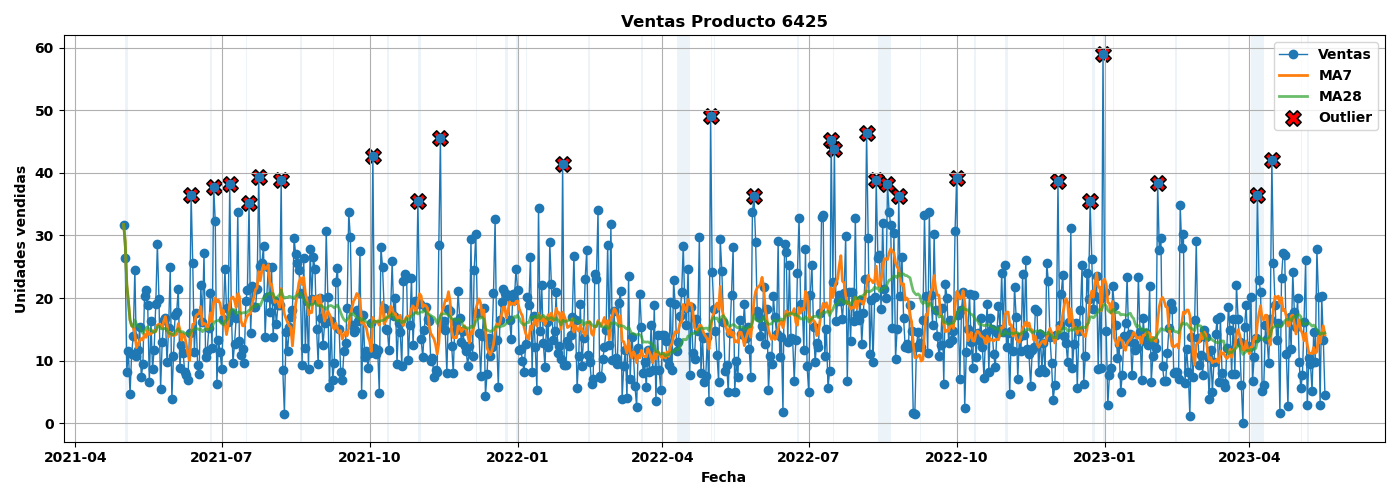 Ventas Producto 6425
Unidades vendidas
60
50
40
30
20
10
0
Ventas
MA7
MA28
Outlier
2021-04
2021-07
2021-10
2022-01
2022-04
2022-07
2022-10
2023-01
2023-04
Fecha